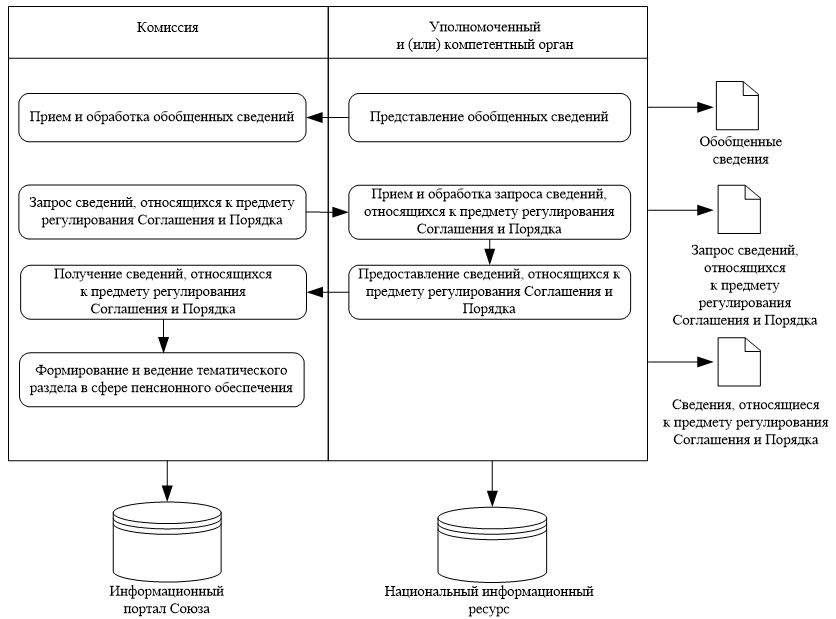 Комиссия
Уполномоченный
и (или) компетентный орган
Прием и обработка обобщенных сведений
Представление обобщенных сведений
Обобщенные
сведения
Запрос сведений, относящихся к предмету
регулирования Соглашения и Порядка
Прием и обработка запроса сведений,
относящихся к предмету регулирования
Соглашения и Порядка
Запрос сведений,
относящихся
к предмету
регулирования
Соглашения и Порядка
Получение сведений, относящихся
к предмету регулирования
Соглашения и Порядка
Предоставление сведений, относящихся к
предмету регулирования Соглашения и
Порядка
Формирование и ведение тематического
раздела в сфере пенсионного обеспечения
Сведения, относящиеся
к предмету регулирования
Соглашения и Порядка
Информационный
портал Союза
Национальный информационный
ресурс